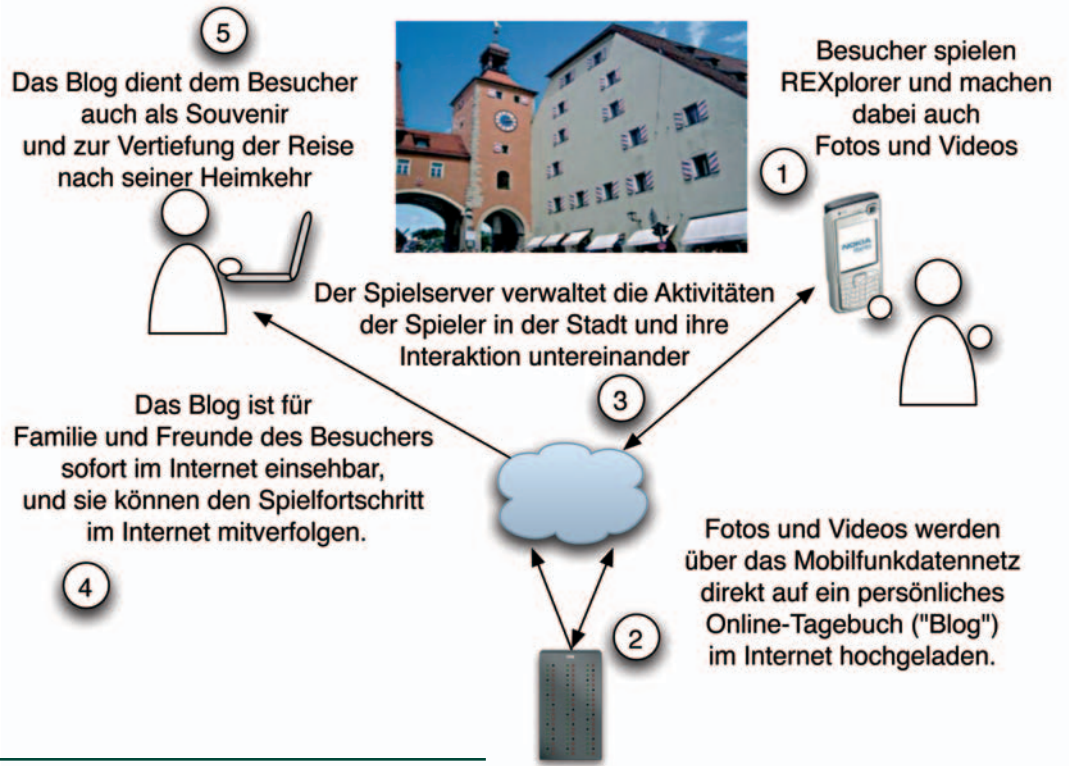 5
Das Blog dient dem Besucher
auch als Souvenir
und zur Vertiefung der Reise
nach seiner Heimkehr
Besucher spielen
REXplorer und machen
dabei auch
Fotos und Videos
1
NOKIA
Der Spielserver verwaltet die Aktivitäten
der Spieler in der Stadt und ihre
Interaktion untereinander
3
Das Blog ist für
Familie und Freunde des Besuchers
sofort im Internet einsehbar,
und sie können den Spielfortschritt
im Internet mitverfolgen.
4
Fotos und Videos werden
über das Mobilfunkdatennetz
direkt auf ein persönliches
Online-Tagebuch ("Blog")
im Internet hochgeladen.
2